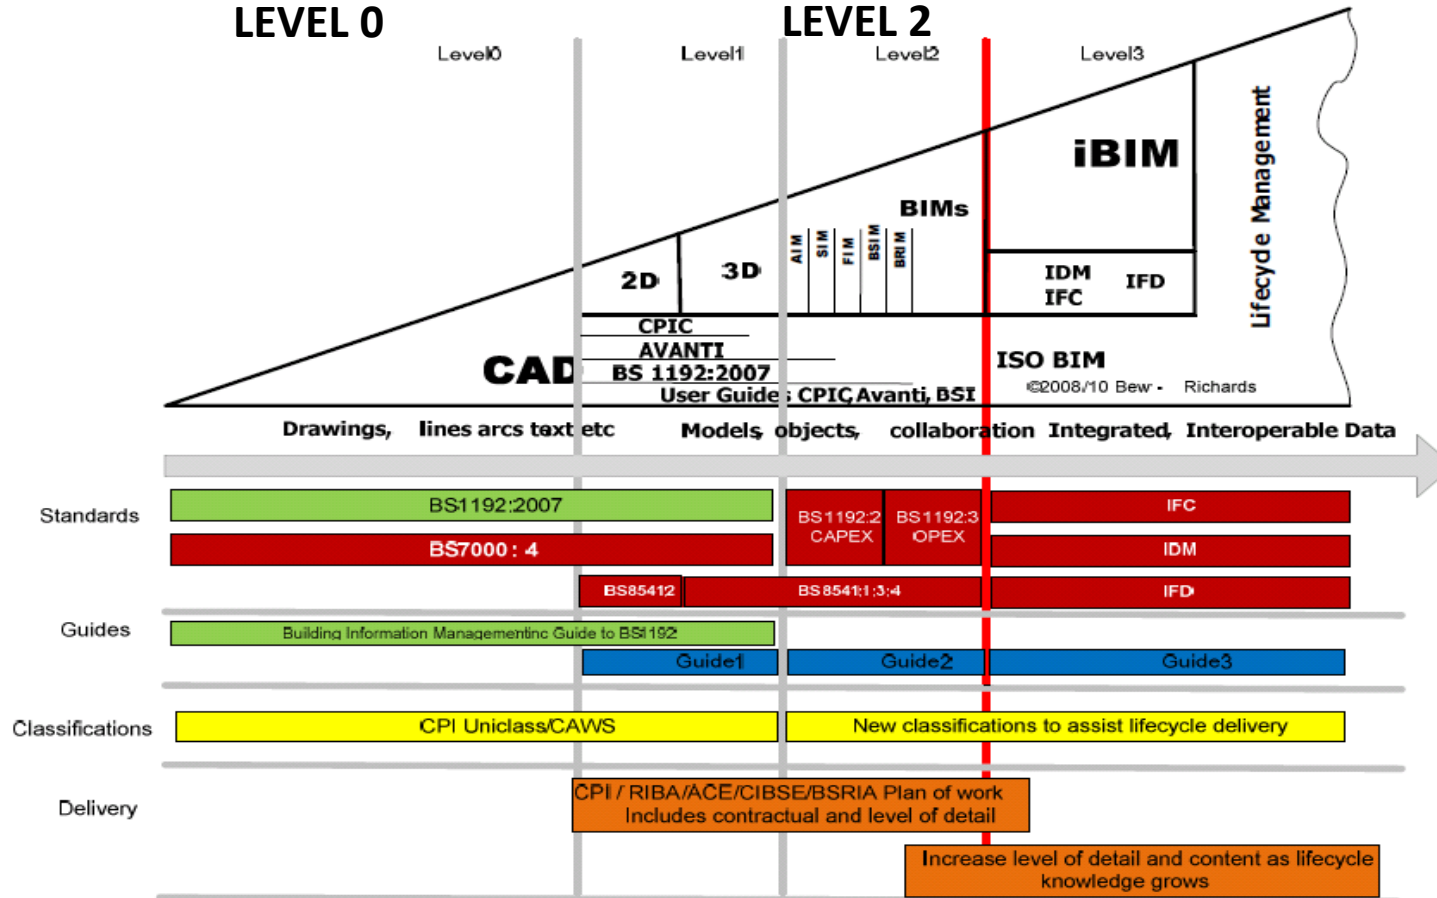 LEVEL 0
LEVEL 2
Level0
Level1
Level2
Level3
iBIM
BIMs
AIM
SIM
FIM
BSIM
BRIM
2D
3D
IDM
IFC
IFD
Lifecycle Management
CPIC
AVANTI
BS 1192:2007
User Guides CPIC, Avanti, BSI
CAD
ISO BIM
©2008/10 Bew - Richards
Drawings, lines arcs text etc
Models, objects, collaboration
Integrated, Interoperable Data
Standards
BS1192:2007
BS7000 : 4
BS1192:2
CAPEX
BS1192:3
OPEX
IFC
IDM
BS85412
BS8541:1:3:4
IFD
Guides
Building Information Managementinc Guide to BS1192
Guide1
Guide2
Guide3
Classifications
CPI Uniclass/CAWS
New classifications to assist lifecycle delivery
Delivery
CPI / RIBA/ACE/CIBSE/BSRIA Plan of work
Includes contractual and level of detail
Increase level of detail and content as lifecycle
knowledge grows